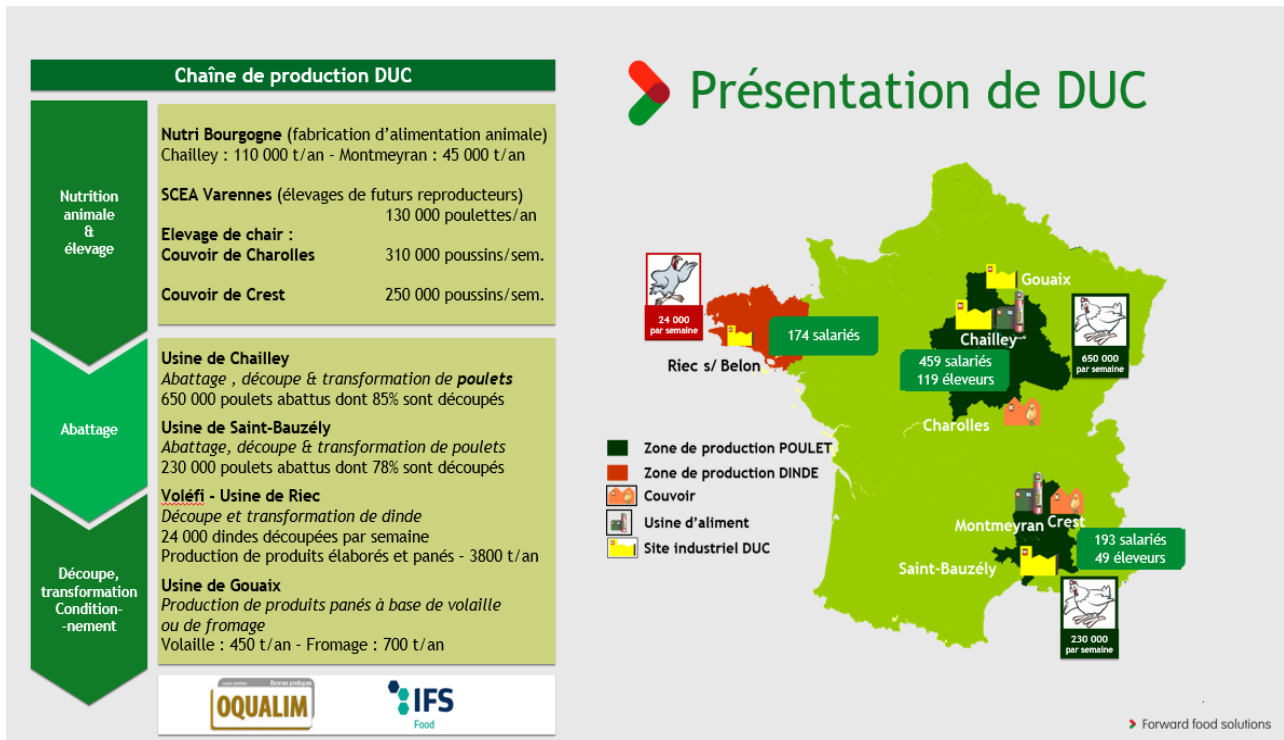 Chaîne de production DUC
Nutrition
animale
&
élevage
Nutri Bourgogne (fabrication d'alimentation animale)
Chailley : 110 000 t/an - Montmeyran : 45 000 t/an
SCEA Varennes (élevages de futurs reproducteurs)
130 000 poulettes/an
Elevage de chair :
Couvoir de Charolles 310 000 poussins/sem.
Couvoir de Crest 250 000 poussins/sem.
Abattage
Usine de Chailley
Abattage , découpe & transformation de poulets
650 000 poulets abattus dont 85% sont découpés
Usine de Saint-Bauzély
Abattage, découpe & transformation de poulets
230 000 poulets abattus dont 78% sont découpés
Découpe,
transformation
Condition-
-nement
Voléfi - Usine de Riec
Découpe et transformation de dinde
24 000 dindes découpées par semaine
Production de produits élaborés et panés – 3800 t/an
Usine de Gouaix
Production de produits panés à base de volaille
ou de fromage
Volaille : 450 t/an – Fromage : 700 t/an
Bonnes pratiques
OQUALIM
IFS
Food
Présentation de DUC
Gouaix
24 000
par semaine
174 salariés
Chailley
650 000
par semaine
Riec s/ Belon
459 salariés
119 éleveurs
Charolles
Zone de production POULET
Zone de production DINDE
Couvoir
Usine d'aliment
Site industriel DUC
Montmeyran
Crest
193 salariés
49 éleveurs
Saint-Bauzély
230 000
par semaine
Forward food solutions